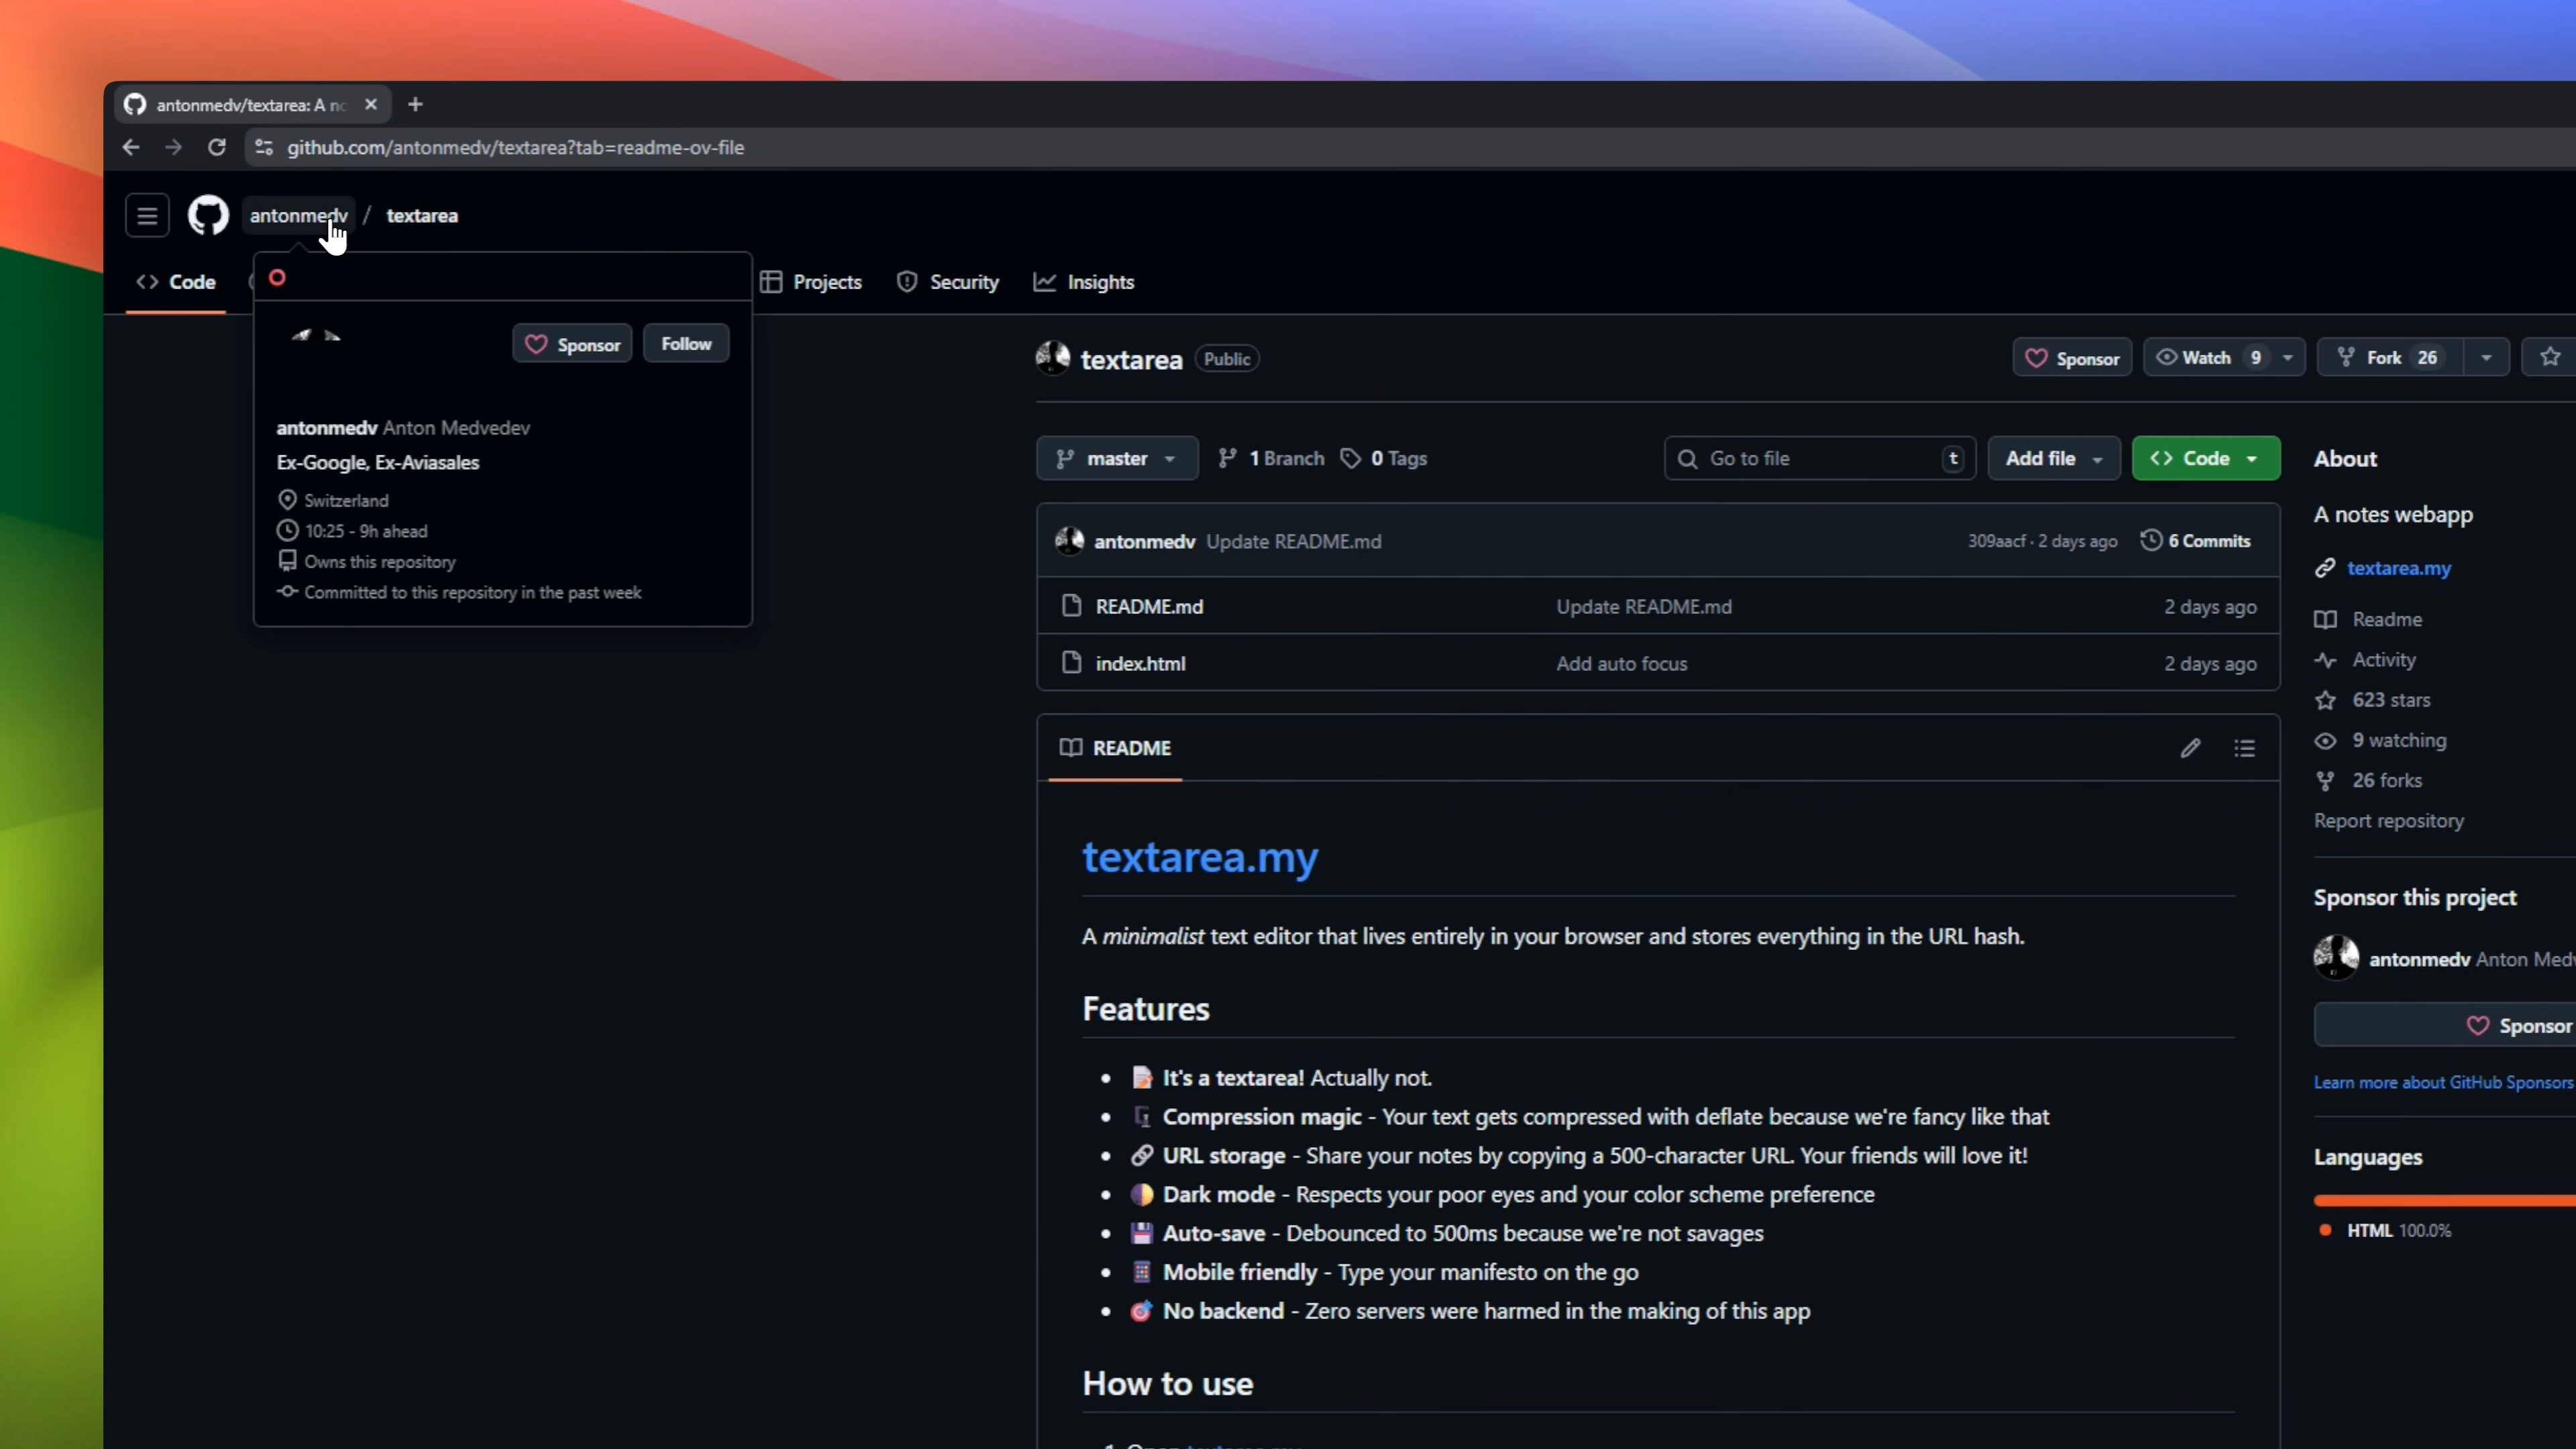 antonmedv/textarea: A no
github.com/antonmedv/textarea?tab=readme-ov-file
antonmedv / textarea
Code
Projects
Security
Insights
Sponsor
Follow
antonmedv Anton Medvedev
Ex-Google, Ex-Aviasales
Switzerland
10:25 - 9h ahead
Owns this repository
Committed to this repository in the past week
textarea Public
Sponsor
Watch 9
Fork 26
master
1 Branch
0 Tags
Go to file t
Add file
Code
antonmedv Update README.md 309aacf · 2 days ago 6 Commits
README.md Update README.md 2 days ago
index.html Add auto focus 2 days ago
README
textarea.my
A minimalist text editor that lives entirely in your browser and stores everything in the URL hash.
Features
• 📝 It's a textarea! Actually not.
• 🗜️ Compression magic - Your text gets compressed with deflate because we're fancy like that
• 🔗 URL storage - Share your notes by copying a 500-character URL. Your friends will love it!
• 🌓 Dark mode - Respects your poor eyes and your color scheme preference
• 💾 Auto-save - Debounced to 500ms because we're not savages
• 📱 Mobile friendly - Type your manifesto on the go
• 🎯 No backend - Zero servers were harmed in the making of this app
How to use
About
A notes webapp
textarea.my
Readme
Activity
623 stars
9 watching
26 forks
Report repository
Sponsor this project
antonmedv Anton Medv
Sponsor
Learn more about GitHub Sponsors
Languages
HTML 100.0%